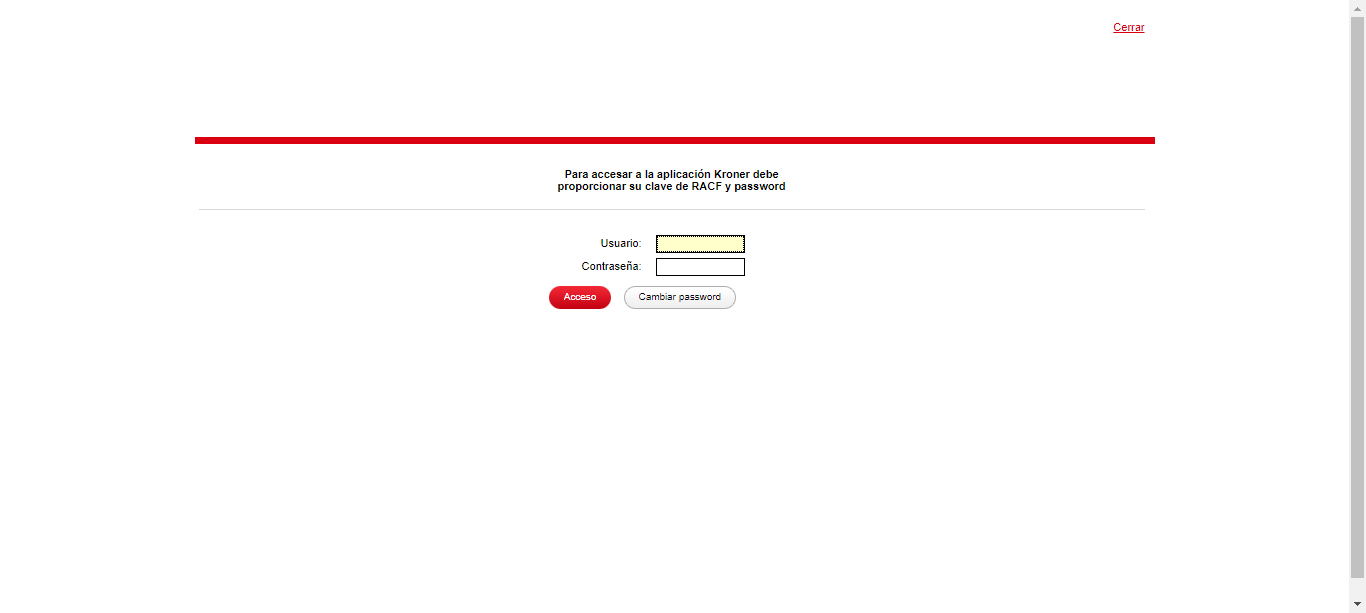 Cerrar
Para accesar a la aplicación Kroner debe
proporcionar su clave de RACF y password
Usuario:
Contraseña:
Acceso Cambiar password